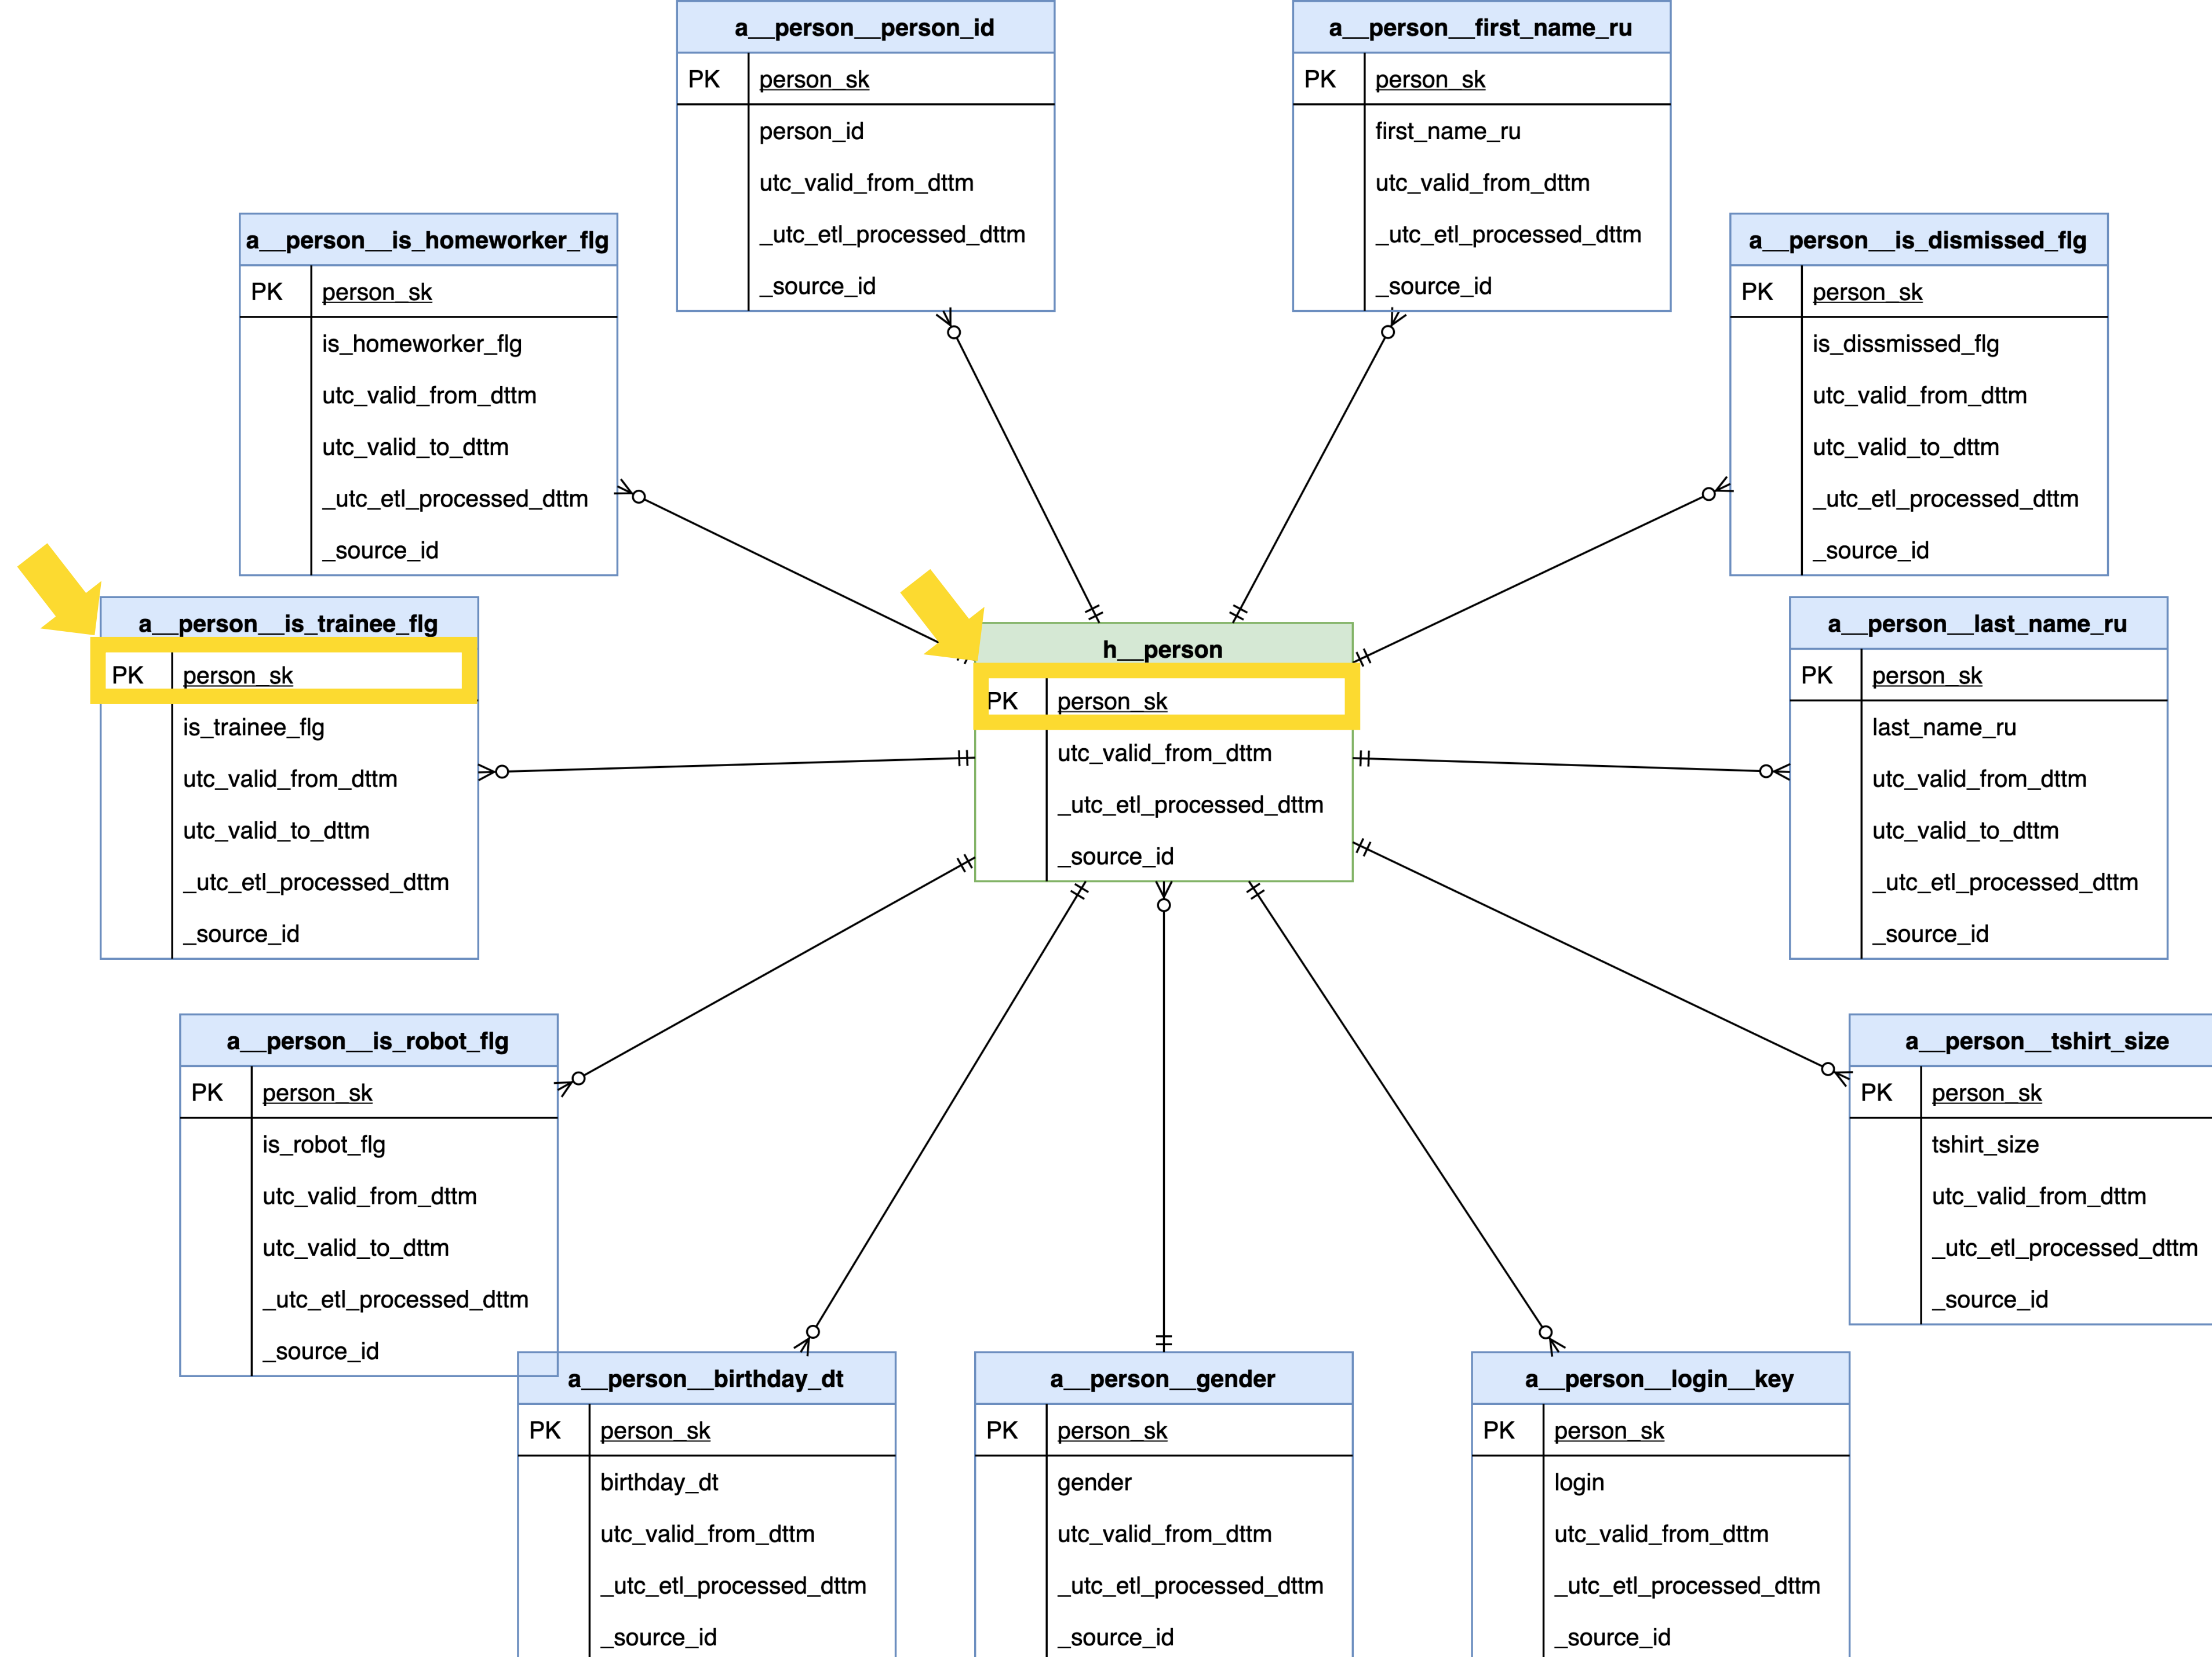 a__person__person_id
PK person_sk
person_id
utc_valid_from_dttm
_utc_etl_processed_dttm
_source_id
a__person__first_name_ru
PK person_sk
first_name_ru
utc_valid_from_dttm
_utc_etl_processed_dttm
_source_id
a__person__is_homeworker_flg
PK person_sk
is_homeworker_flg
utc_valid_from_dttm
utc_valid_to_dttm
_utc_etl_processed_dttm
_source_id
a__person__is_dismissed_flg
PK person_sk
is_dissmissed_flg
utc_valid_from_dttm
utc_valid_to_dttm
_utc_etl_processed_dttm
_source_id
a__person__is_trainee_flg
PK person_sk
is_trainee_flg
utc_valid_from_dttm
utc_valid_to_dttm
_utc_etl_processed_dttm
_source_id
h__person
PK person_sk
utc_valid_from_dttm
_utc_etl_processed_dttm
_source_id
a__person__last_name_ru
PK person_sk
last_name_ru
utc_valid_from_dttm
utc_valid_to_dttm
_utc_etl_processed_dttm
_source_id
a__person__is_robot_flg
PK person_sk
is_robot_flg
utc_valid_from_dttm
utc_valid_to_dttm
_utc_etl_processed_dttm
_source_id
a__person__tshirt_size
PK person_sk
tshirt_size
utc_valid_from_dttm
_utc_etl_processed_dttm
_source_id
a__person__birthday_dt
PK person_sk
birthday_dt
utc_valid_from_dttm
_utc_etl_processed_dttm
_source_id
a__person__gender
PK person_sk
gender
utc_valid_from_dttm
_utc_etl_processed_dttm
_source_id
a__person__login__key
PK person_sk
login
utc_valid_from_dttm
_utc_etl_processed_dttm
_source_id